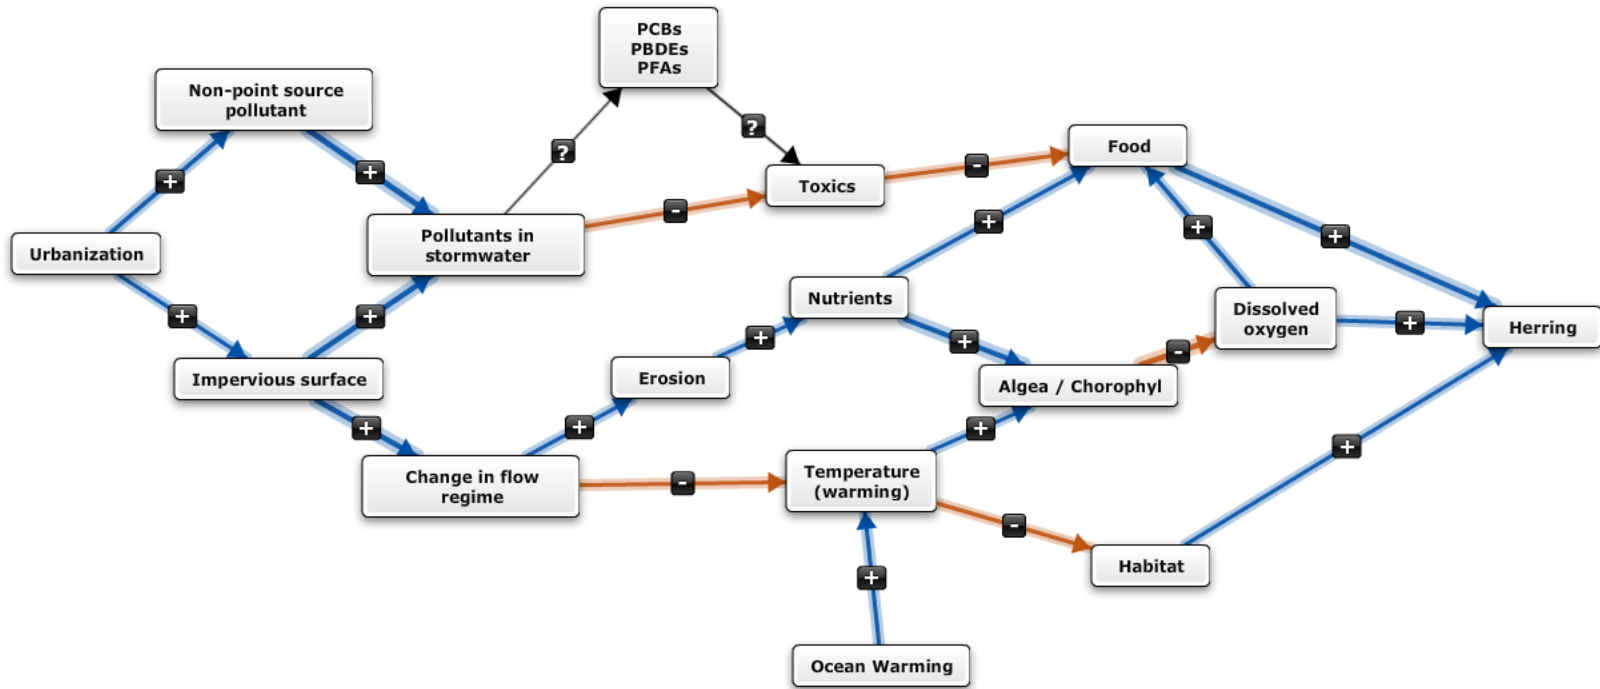 PCBs
PBDEs
PFAs
Non-point source
pollutant
?
?
Food
+
+
-
Toxics
-
+
+
+
Pollutants in
stormwater
Urbanization
+
+
Nutrients
Dissolved
oxygen
+
Herring
+
+
-
Impervious surface
Erosion
Algea / Chorophyl
+
+
+
+
Change in flow
regime
-
Temperature
(warming)
-
Habitat
+
Ocean Warming